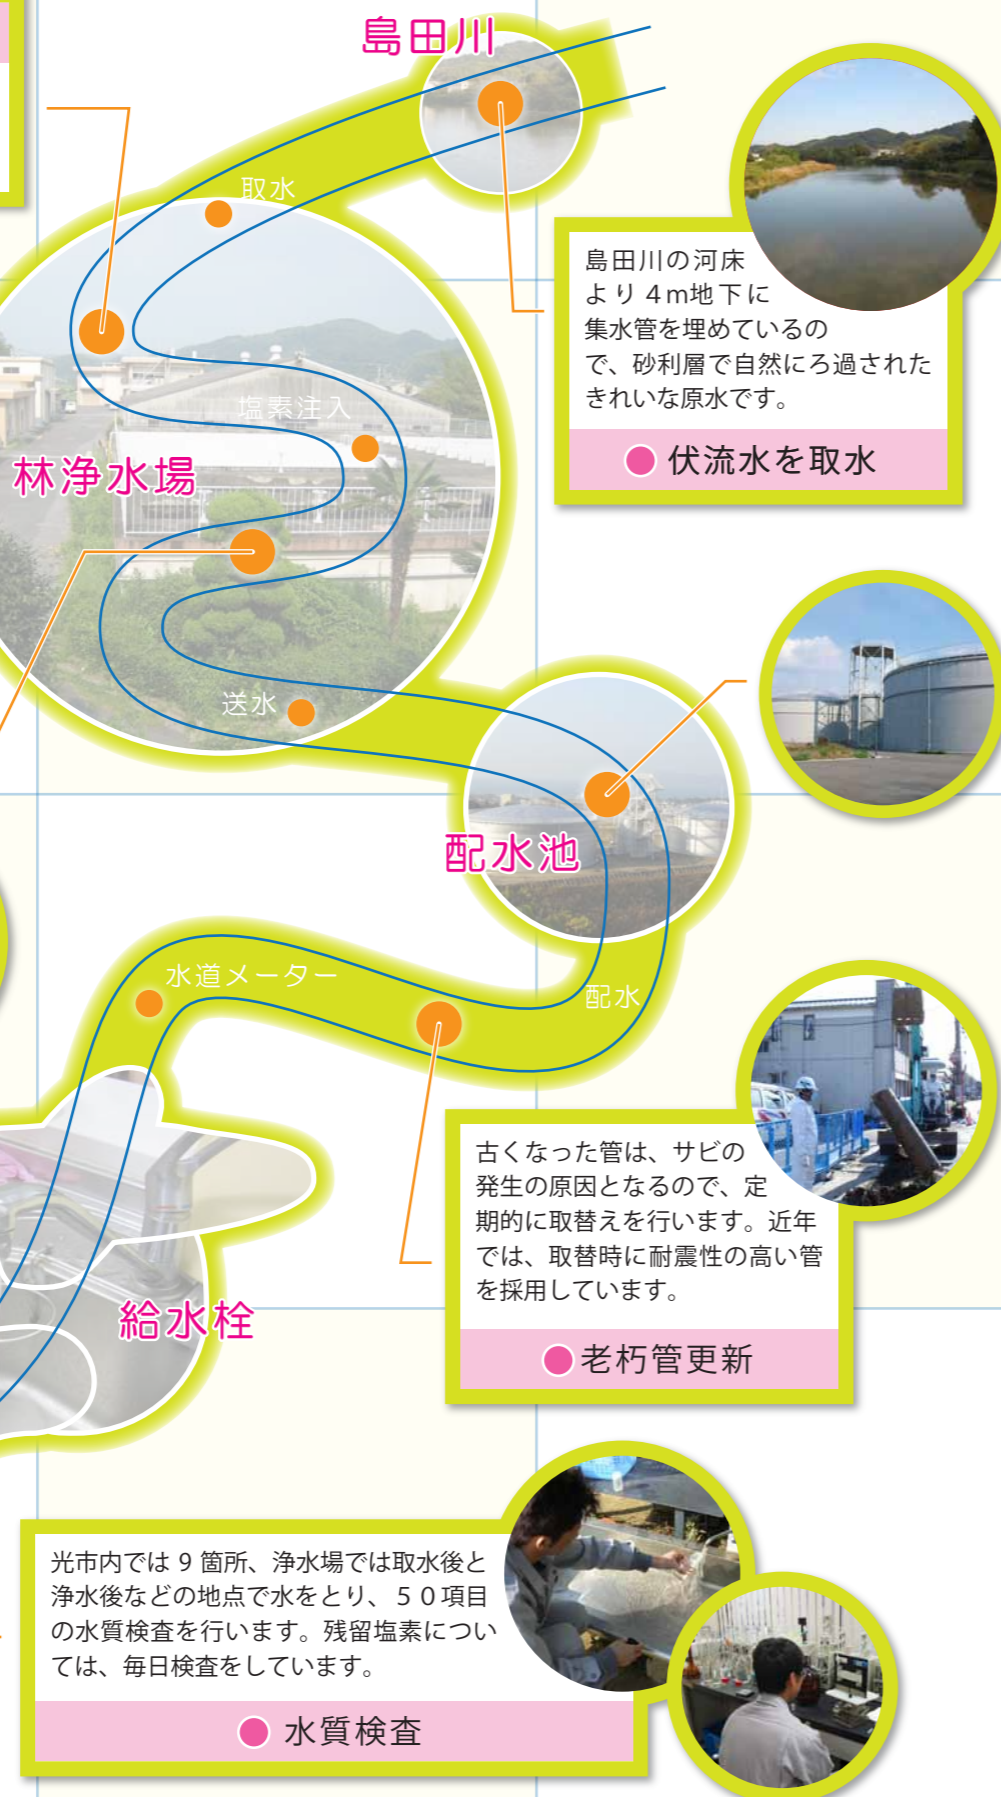 島田川
取水
島田川の河床
より4m地下に
集水管を埋めているの
で、砂利層で自然にろ過された
きれいな原水です。
伏流水を取水
塩素注入
林浄水場
送水
配水池
水道メーター
配水
古くなった管は、サビの
発生の原因となるので、定
期的に取替えを行います。近年
では、取替時に耐震性の高い管
を採用しています。
老朽管更新
給水栓
光市内では9箇所、浄水場では取水後と
浄水後などの地点で水をとり、50項目
の水質検査を行います。残留塩素につい
ては、毎日検査をしています。
水質検査